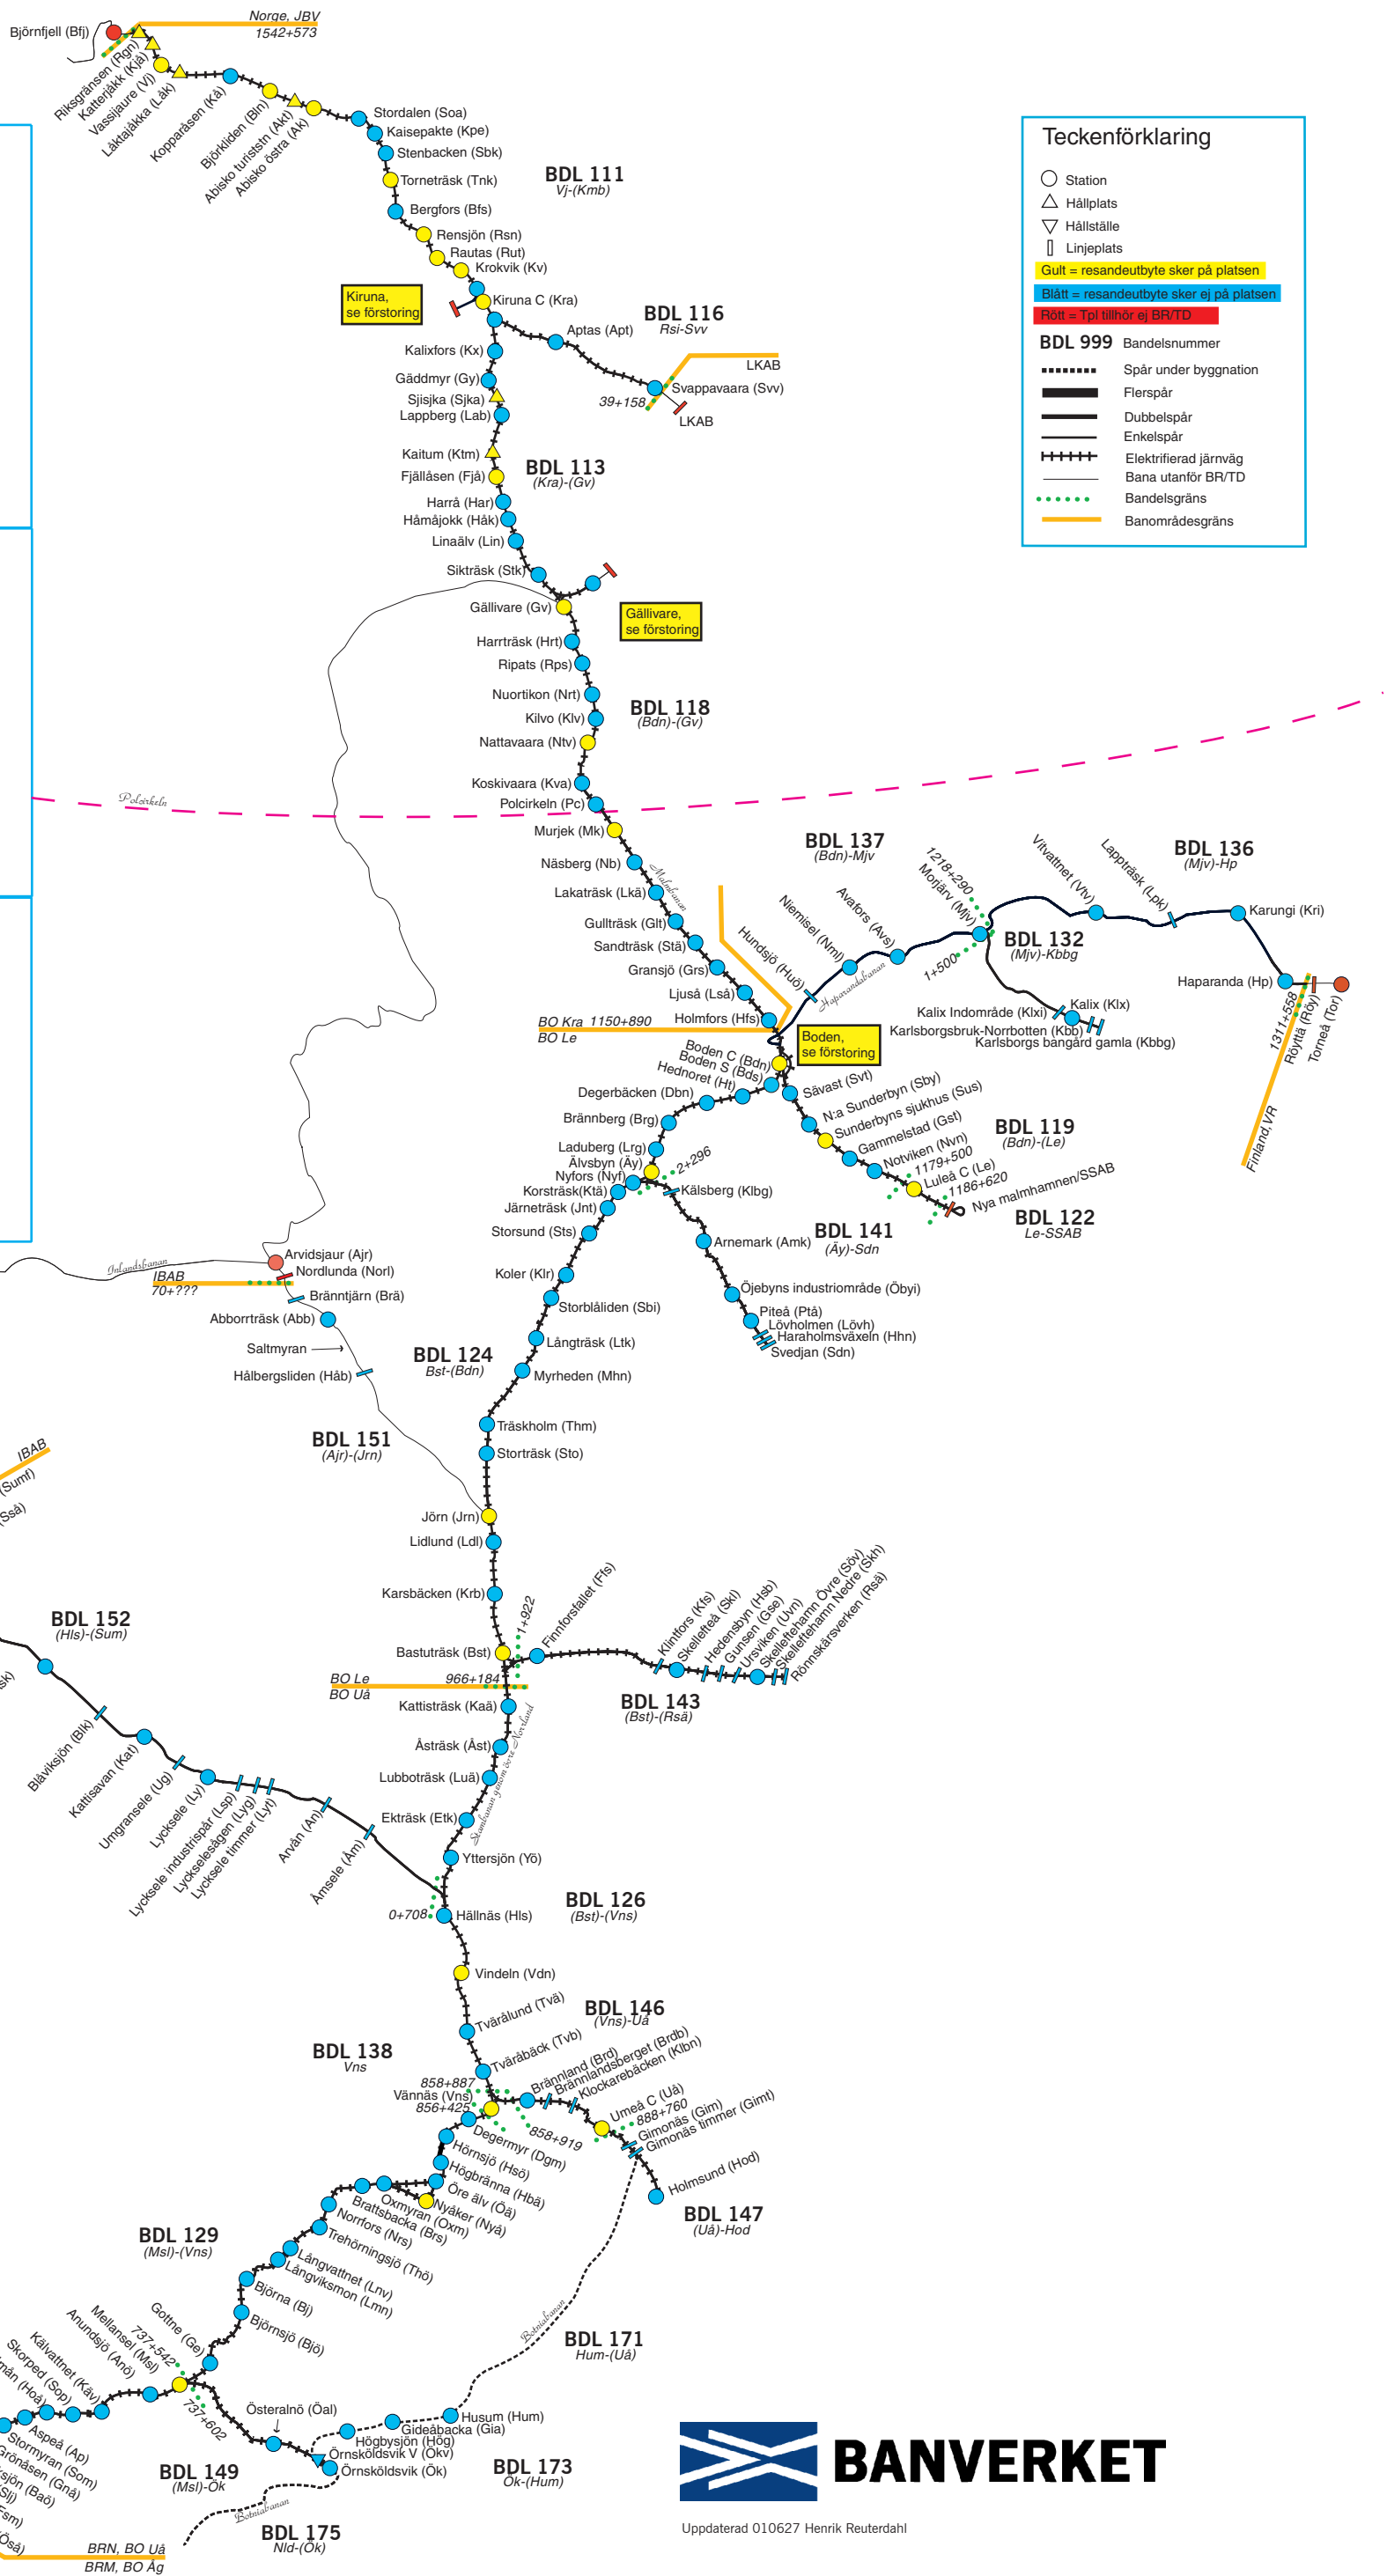 Norge, JBV
1542+573
Björnfjell (Bfj)
Riksgränsen (Rgn)
Katterjåkk (Kjå)
Vassijaure (Vj)
Låktajåkka (Låk)
Kopparåsen (Kå)
Björkliden (Bln)
Abisko turiststn (Akt)
Abisko östra (Ak)
Stordalen (Soa)
Kaisepakte (Kpe)
Stenbacken (Sbk)
Torneträsk (Tnk)
Bergfors (Bfs)
Rensjön (Rsn)
Rautas (Rut)
Krokvik (Kv)
BDL 111
Vj-(Kmb)
Kiruna,
se förstoring
Kiruna C (Kra)
BDL 116
Rsi-Svv
Aptas (Apt)
LKAB
Svappavaara (Svv)
39+158
LKAB
Kalixfors (Kx)
Gäddmyr (Gy)
Sjisjka (Sjka)
Lappberg (Lab)
Kaitum (Ktm)
Fjällåsen (Fjå)
BDL 113
(Kra)-(Gv)
Harrå (Har)
Håmåjokk (Håk)
Linaälv (Lin)
Sikträsk (Stk)
Gällivare (Gv)
Gällivare,
se förstoring
Teckenförklaring
Station
Hållplats
Hållställe
Linjeplats
Gult = resandeutbyte sker på platsen
Blått = resandeutbyte sker ej på platsen
Rött = Tpl tillhör ej BR/TD
BDL 999 Bandelsnummer
Spår under byggnation
Flerspår
Dubbelspår
Enkelspår
Elektrifierad järnväg
Bana utanför BR/TD
Bandelsgräns
Banområdesgräns
Harrträsk (Hrt)
Ripats (Rps)
Nuortikon (Nrt)
Kilvo (Klv)
Nattavaara (Ntv)
BDL 118
(Bdn)-(Gv)
Koskivaara (Kva)
Polcirkeln
Polcirkeln (Pc)
Murjek (Mk)
Näsberg (Nb)
Malmbanan
Lakaträsk (Lkä)
Gullträsk (Glt)
Sandträsk (Stä)
Gransjö (Grs)
Ljuså (Lså)
Holmfors (Hfs)
BO Kra 1150+890
BO Le
BDL 137
(Bdn)-Mjv
Hundsjö (Huö)
Niemisel (Nml)
Avafors (Avs)
Haparandabanan
1218+290
Morjärv (Mjv)
1+500
BDL 132
(Mjv)-Kbbg
Vitvattnet (Vtv)
Lappträsk (Lpk)
BDL 136
(Mjv)-Hp
Karungi (Kri)
Haparanda (Hp)
1311+558
Röyttä (Röy)
Torneå (Tor)
Finland, VR
Kalix (Klx)
Kalix Indområde (Klxi)
Karlsborgsbruk-Norrbotten (Kbb)
Karlsborgs bangård gamla (Kbbg)
Boden,
se förstoring
Boden C (Bdn)
Boden S (Bds)
Hednoret (Ht)
Degerbäcken (Dbn)
Brännberg (Brg)
Laduberg (Lrg)
Älvsbyn (Äy)
Nyfors (Nyf)
Korsträsk(Ktä)
Järneträsk (Jnt)
Storsund (Sts)
Koler (Klr)
Storblåliden (Sbi)
Långträsk (Ltk)
Myrheden (Mhn)
Träskholm (Thm)
Storträsk (Sto)
Sävast (Svt)
N:a Sunderbyn (Sby)
Sunderbyns sjukhus (Sus)
Gammelstad (Gst)
Notviken (Nvn)
1179+500
Luleå C (Le)
1186+620
Nya malmhamnen/SSAB
BDL 119
(Bdn)-(Le)
BDL 122
Le-SSAB
2+296
Kälsberg (Klbg)
Arnemark (Amk)
BDL 141
(Äy)-Sdn
Öjebyns industriområde (Öbyi)
Piteå (Ptå)
Lövholmen (Lövh)
Haraholmsväxeln (Hhn)
Svedjan (Sdn)
Inlandsbanan
Arvidsjaur (Ajr)
Nordlunda (Norl)
IBAB
70+???
Bränntjärn (Brä)
Abborrträsk (Abb)
Saltmyran
Hålbergsliden (Håb)
BDL 124
Bst-(Bdn)
BDL 151
(Ajr)-(Jrn)
IBAB
(Sumf)
(Sså)
Jörn (Jrn)
Lidlund (Ldl)
Karsbäcken (Krb)
Bastuträsk (Bst)
1+922
Finnforsfallet (Ffs)
Klintfors (Kfs)
Skellefteå (Skl)
Hedensbyn (Hsb)
Gunsen (Gse)
Ursviken (Uvn)
Skelleftehamn Övre (Söv)
Skelleftehamn Nedre (Skh)
Rönnskärsverken (Rsä)
BDL 143
(Bst)-(Rsä)
BO Le 966+184
BO Uå
BDL 152
(Hls)-(Sum)
sk)
Blåviksjön (Blk)
Kattisavan (Kat)
Umgransele (Ug)
Lycksele (Ly)
Lycksele industrispår (Lsp)
Lyckselesågen (Lyg)
Lycksele timmer (Lyt)
Arvån (An)
Åmsele (Åm)
Kattisträsk (Kaä)
Åsträsk (Åst)
Lubboträsk (Luä)
Ekträsk (Etk)
Stambanan genom övre Norrland
Yttersjön (Yö)
0+708
Hällnäs (Hls)
BDL 126
(Bst)-(Vns)
Vindeln (Vdn)
Tvärålund (Tvä)
Tväråbäck (Tvb)
BDL 146
(Vns)-Uå
BDL 138
Vns
858+887
Vännäs (Vns)
856+425
858+919
Brännland (Brd)
Brännlandsberget (Brdb)
Klockarebäcken (Klbn)
Umeå C (Uå)
888+760
Gimonäs (Gim)
Gimonäs timmer (Gimt)
Holmsund (Hod)
BDL 147
(Uå)-Hod
Degermyr (Dgm)
Hörnsjö (Hsö)
Högbränna (Hbä)
Öre älv (Öä)
Nyåker (Nyå)
Oxmyran (Oxm)
Brattsbacka (Brs)
Norrfors (Nrs)
Trehörningsjö (Thö)
Långvattnet (Lnv)
Långviksmon (Lmn)
Björna (Bj)
Björnsjö (Bjö)
BDL 129
(Msl)-(Vns)
Gottne (Ge)
737+542
Mellansel (Msl)
Anundsjö (Anö)
Kälvattnet (Käv)
Skorped (Sop)
mån (Hoå)
737+602
Aspeå (Ap)
Stormyran (Som)
Grönåsen (Gnå)
sjön (Baö)
(Slj)
Fsm)
(Öså)
Botniabanan
BDL 171
Hum-(Uå)
Österalnö (Öal)
Husum (Hum)
Gideåbacka (Gia)
Högbysjön (Hög)
Örnsköldsvik V (Ökv)
Örnsköldsvik (Ök)
BDL 149
(Msl)-Ök
BDL 173
Ök-(Hum)
Botniabanan
BDL 175
Nld-(Ök)
BRN, BO Uå
BRM, BO Åg
BANVERKET
Uppdaterad 010627 Henrik Reuterdahl